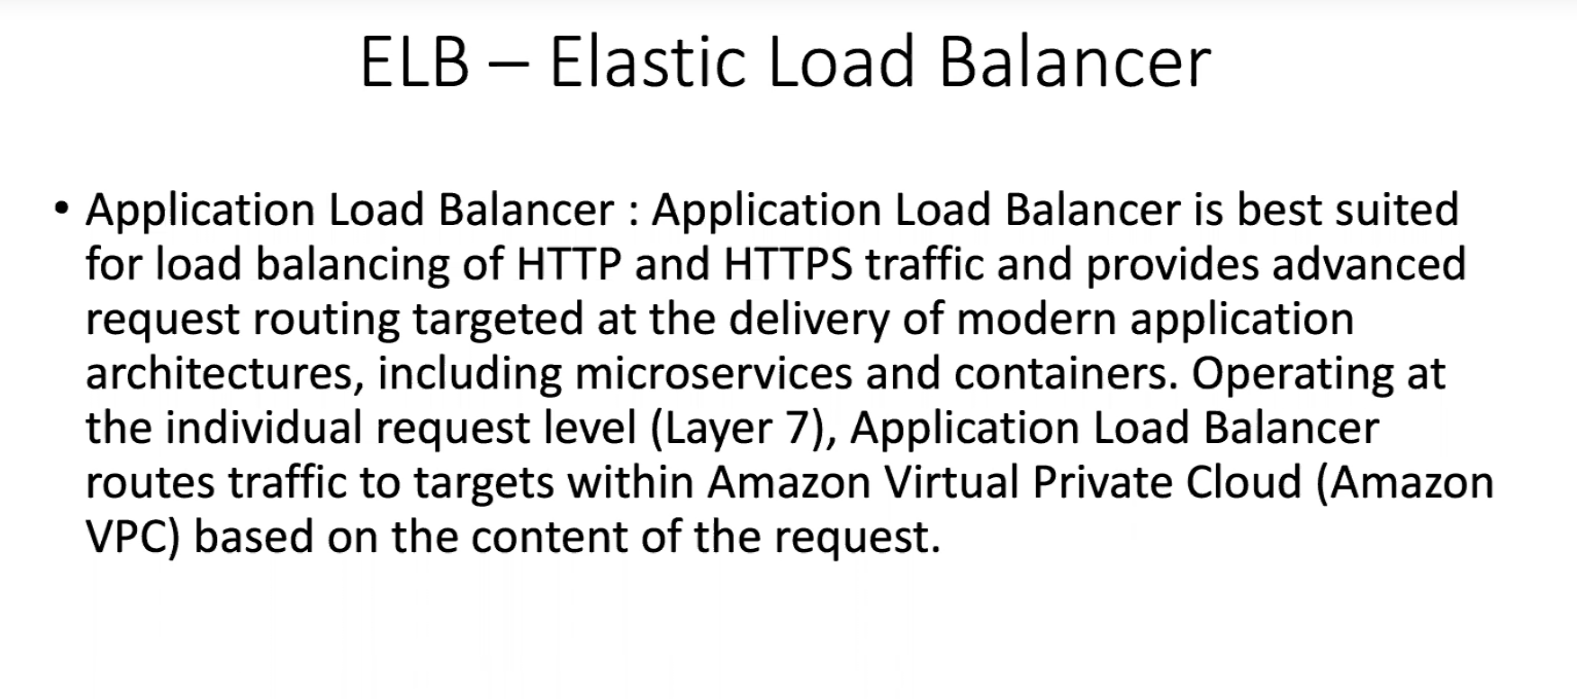 ELB – Elastic Load Balancer
• Application Load Balancer : Application Load Balancer is best suited
for load balancing of HTTP and HTTPS traffic and provides advanced
request routing targeted at the delivery of modern application
architectures, including microservices and containers. Operating at
the individual request level (Layer 7), Application Load Balancer
routes traffic to targets within Amazon Virtual Private Cloud (Amazon
VPC) based on the content of the request.